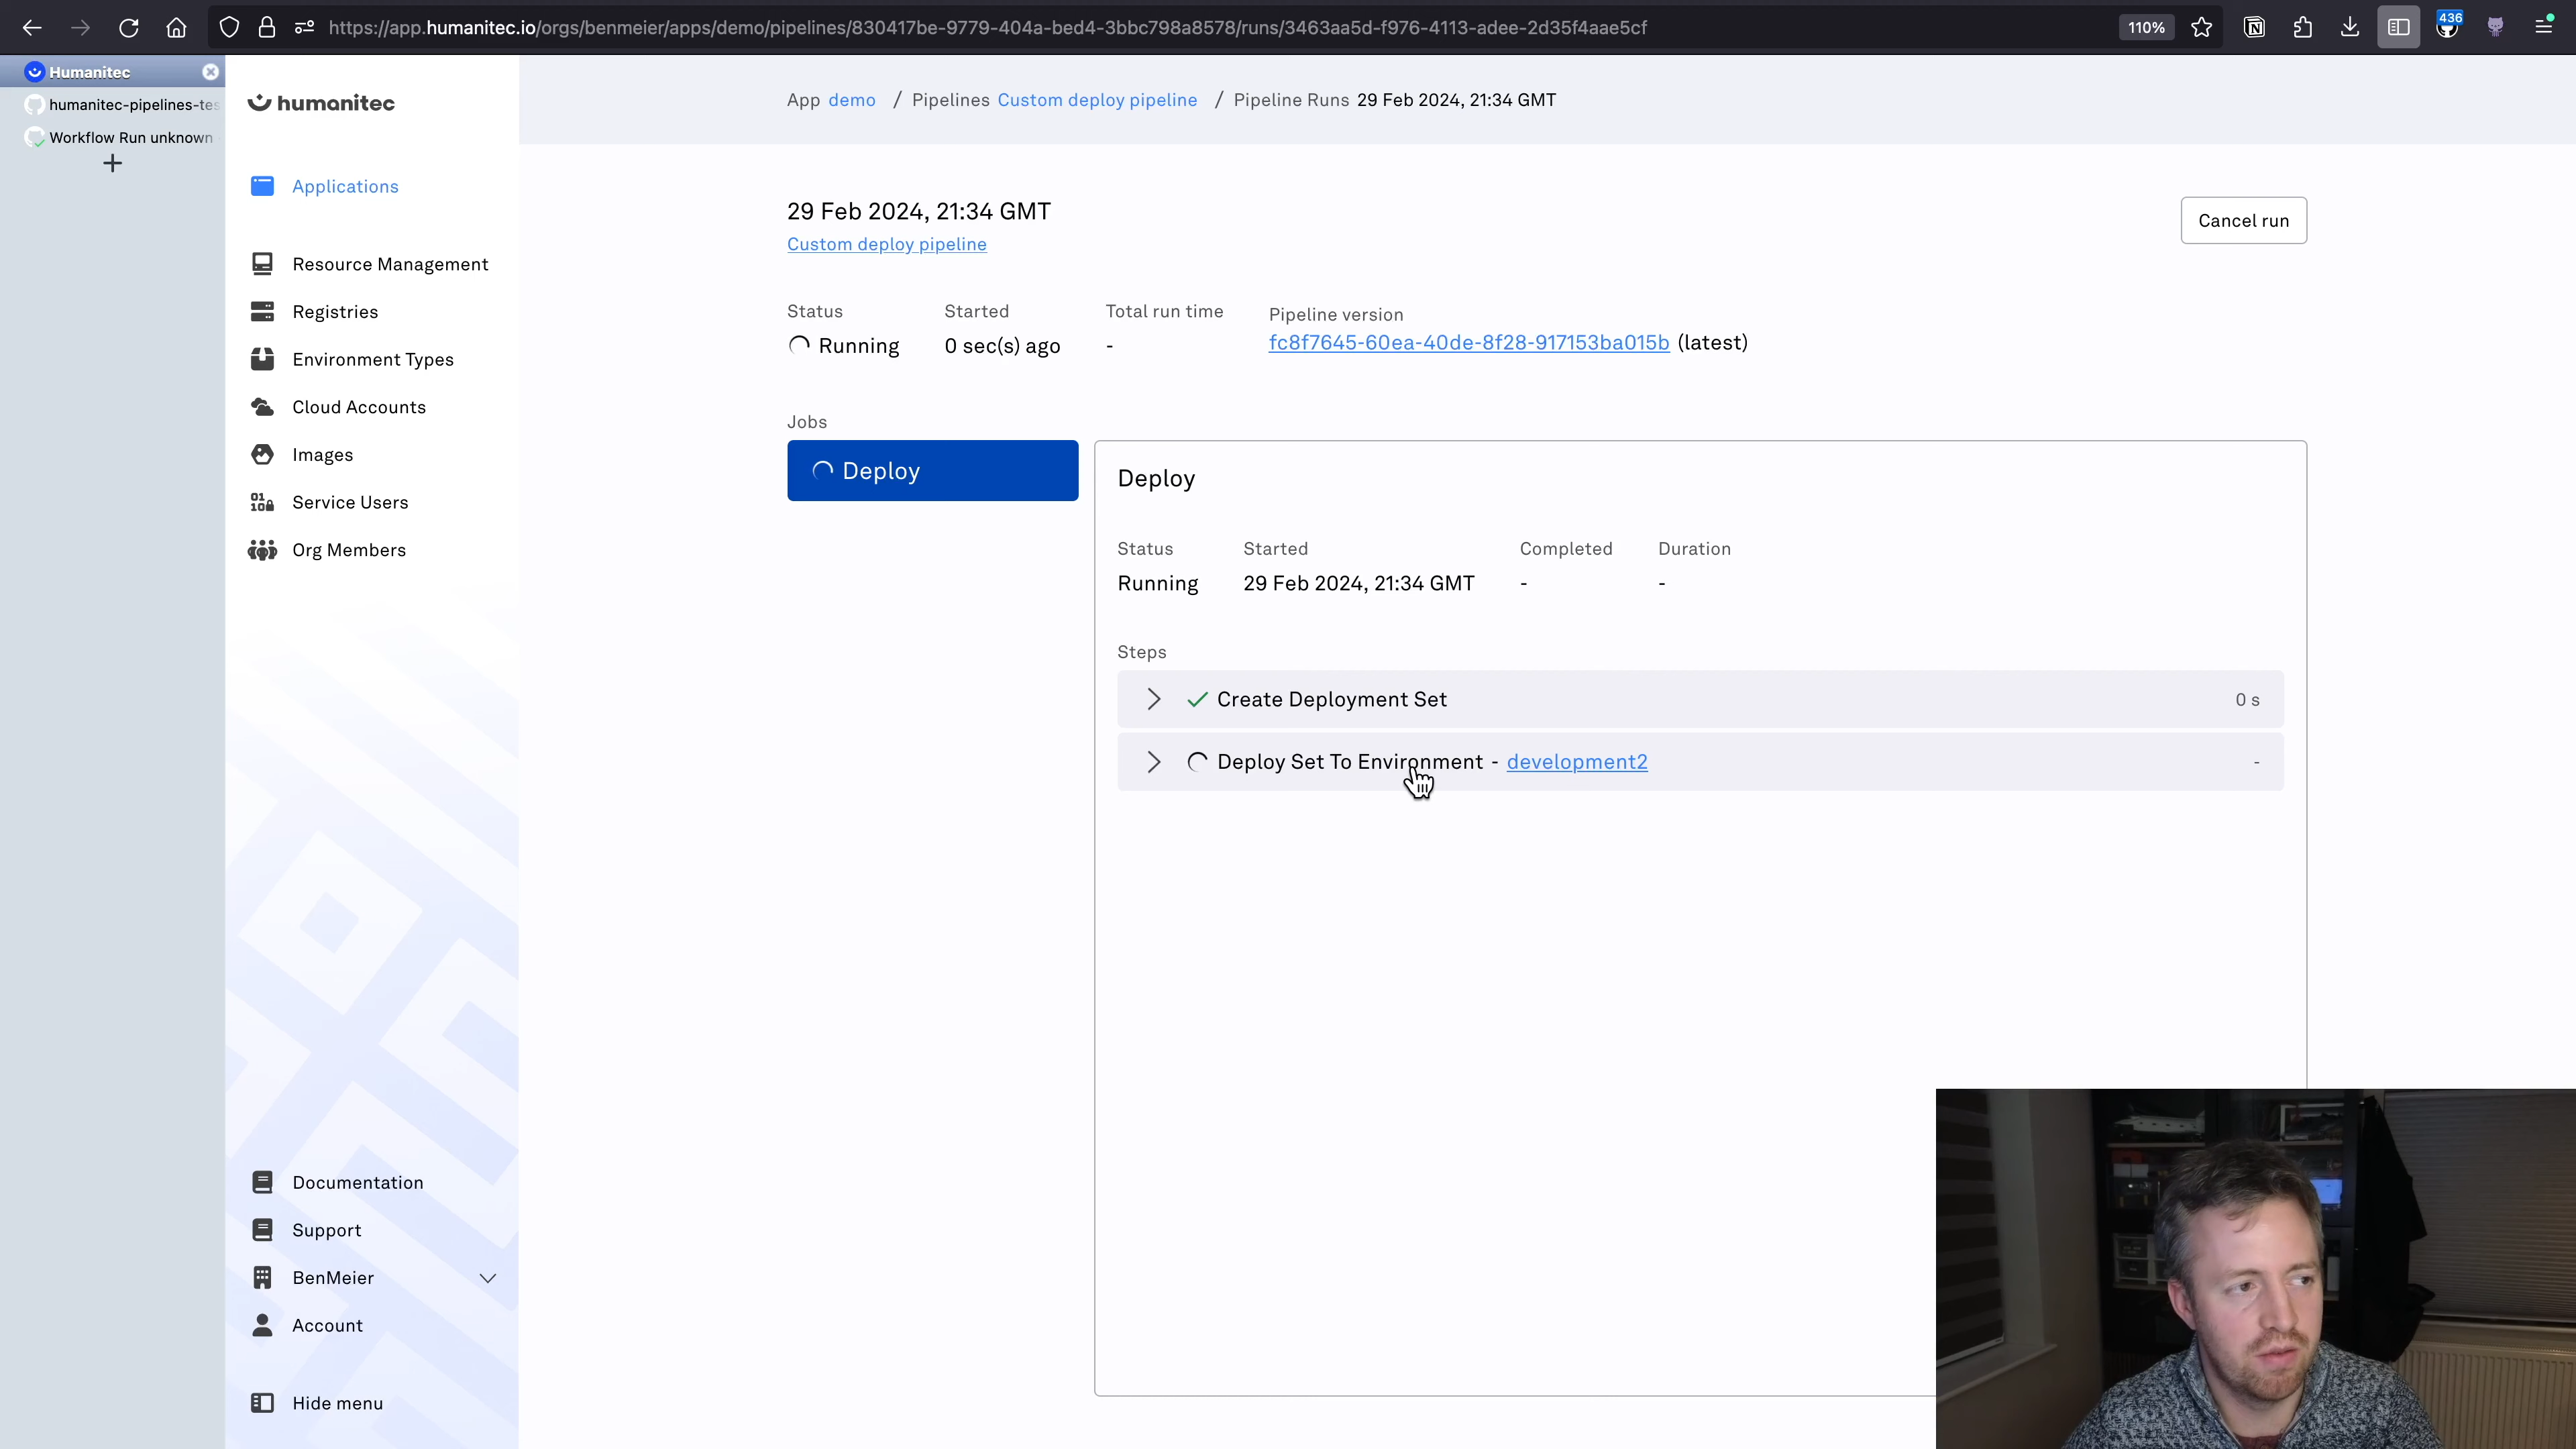 https://app.humanitec.io/orgs/benmeier/apps/demo/pipelines/830417be-9779-404a-bed4-3bbc798a8578/runs/3463aa5d-f976-4113-adee-2d35f4aae5cf
110%
436
Humanitec
humanitec-pipelines-tes
Workflow Run unknown
humanitec
Applications
Resource Management
Registries
Environment Types
Cloud Accounts
Images
Service Users
Org Members
Documentation
Support
BenMeier
Account
Hide menu
App demo / Pipelines Custom deploy pipeline / Pipeline Runs 29 Feb 2024, 21:34 GMT
29 Feb 2024, 21:34 GMT
Custom deploy pipeline
Cancel run
Status Started Total run time Pipeline version
Running 0 sec(s) ago - fc8f7645-60ea-40de-8f28-917153ba015b (latest)
Jobs
Deploy
Deploy
Status Started Completed Duration
Running 29 Feb 2024, 21:34 GMT - -
Steps
Create Deployment Set 0 s
Deploy Set To Environment - development2 -